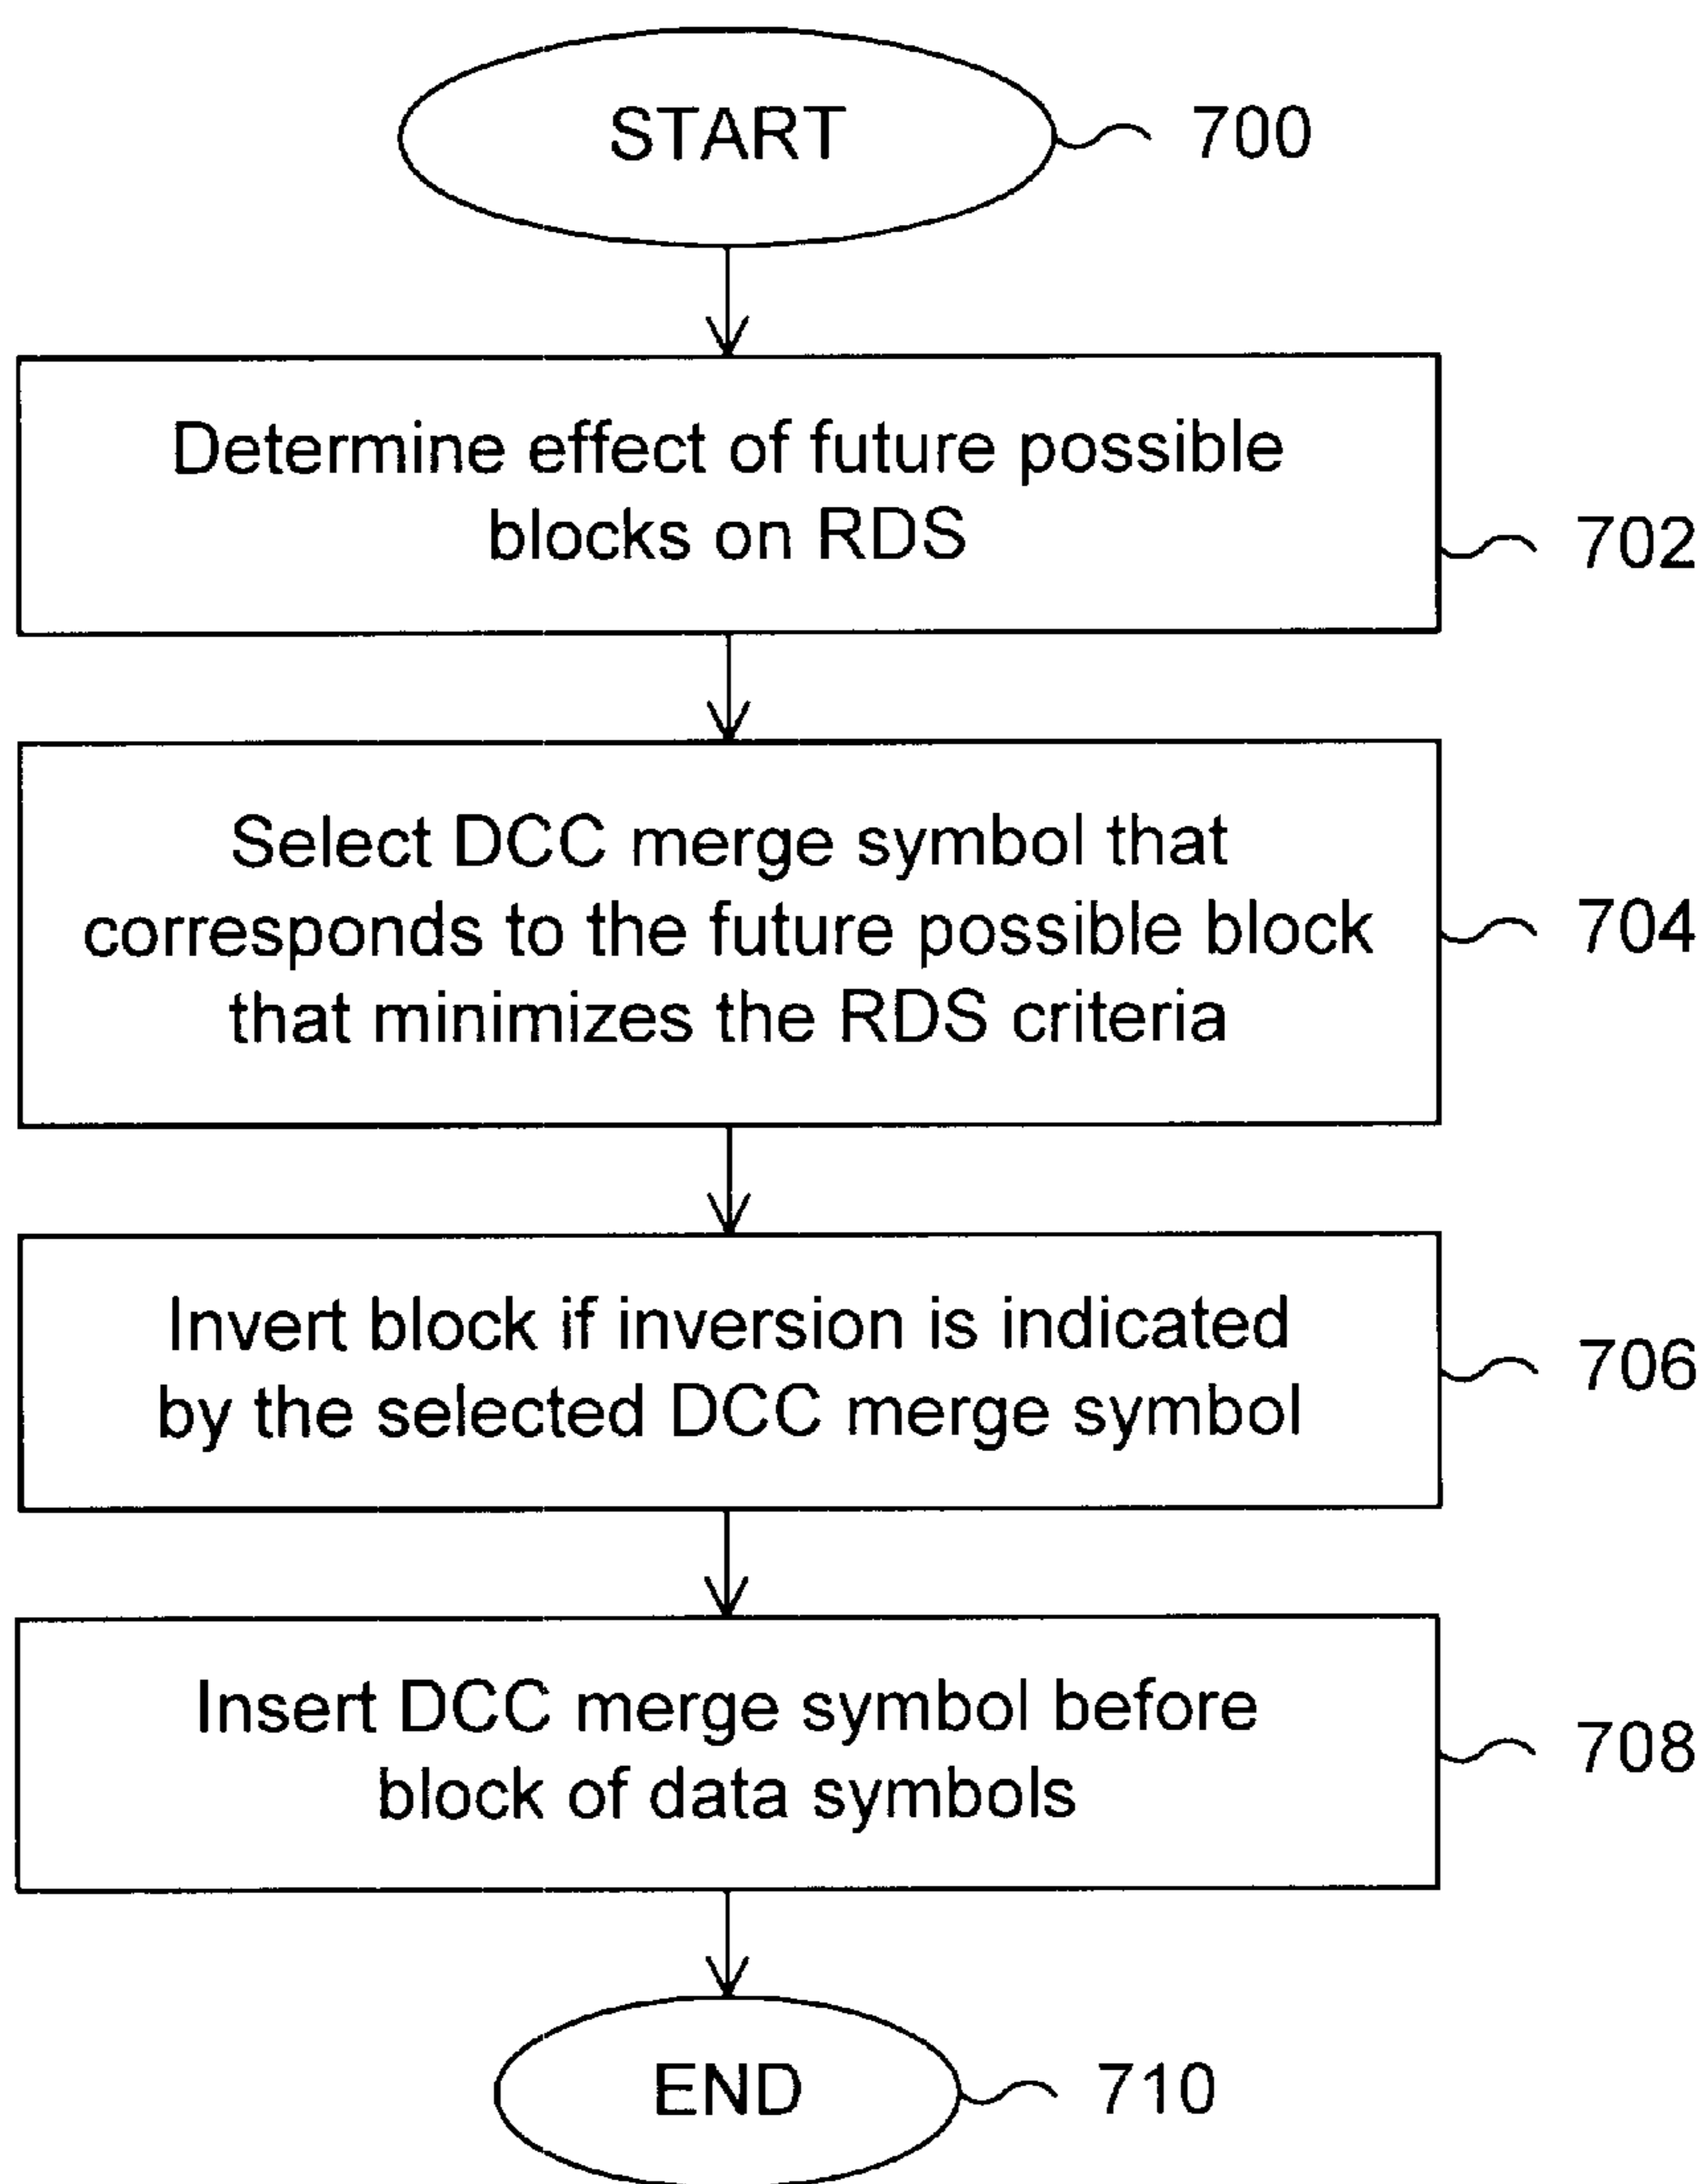 START
700
Determine effect of future possible
blocks on RDS
702
Select DCC merge symbol that
corresponds to the future possible block
that minimizes the RDS criteria
704
Invert block if inversion is indicated
by the selected DCC merge symbol
706
Insert DCC merge symbol before
block of data symbols
708
END
710